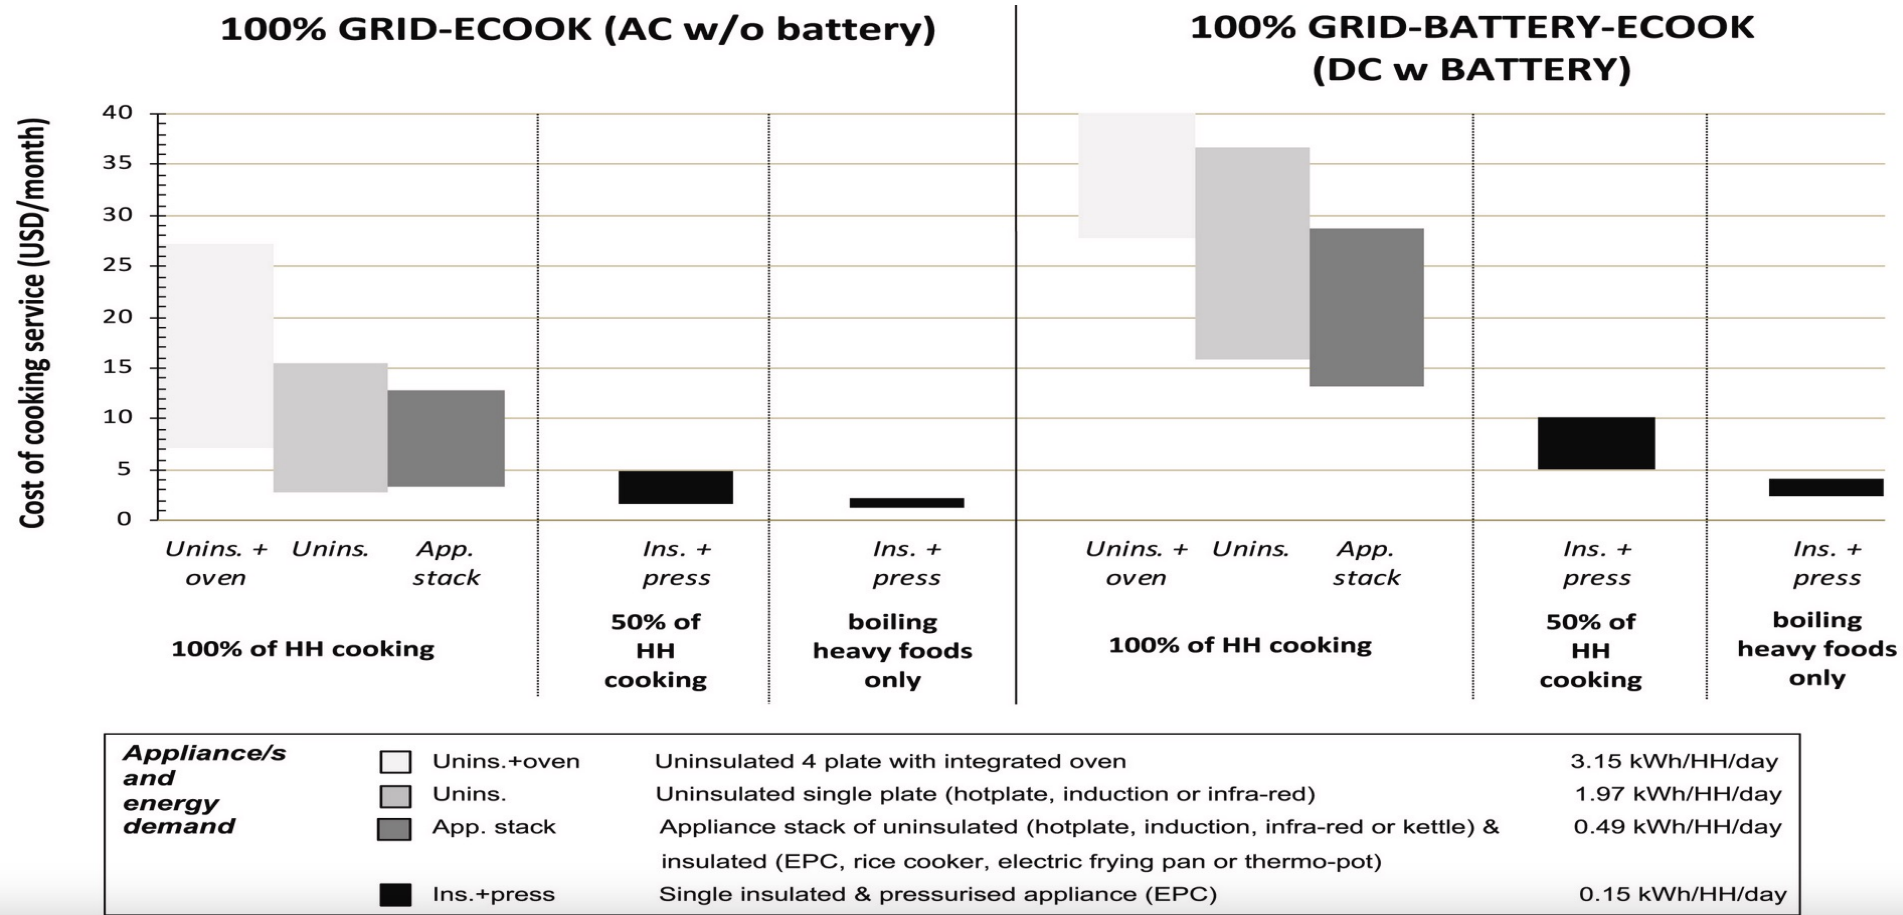 100% GRID-ECOOK (AC w/o battery)
100% GRID-BATTERY-ECOOK
(DC w BATTERY)
Cost of cooking service (USD/month)
40
35
30
25
20
15
10
5
0
Unins. + oven
Unins.
App. stack
Ins. + press
Ins. + press
Unins. + oven
Unins.
App. stack
Ins. + press
Ins. + press
100% of HH cooking
50% of
HH
cooking
boiling
heavy foods
only
100% of HH cooking
50% of
HH
cooking
boiling
heavy foods
only
Appliance/s
and
energy
demand
Unins.+oven Uninsulated 4 plate with integrated oven 3.15 kWh/HH/day
Unins. Uninsulated single plate (hotplate, induction or infra-red) 1.97 kWh/HH/day
App. stack Appliance stack of uninsulated (hotplate, induction, infra-red or kettle) & 0.49 kWh/HH/day
insulated (EPC, rice cooker, electric frying pan or thermo-pot)
Ins.+press Single insulated & pressurised appliance (EPC) 0.15 kWh/HH/day